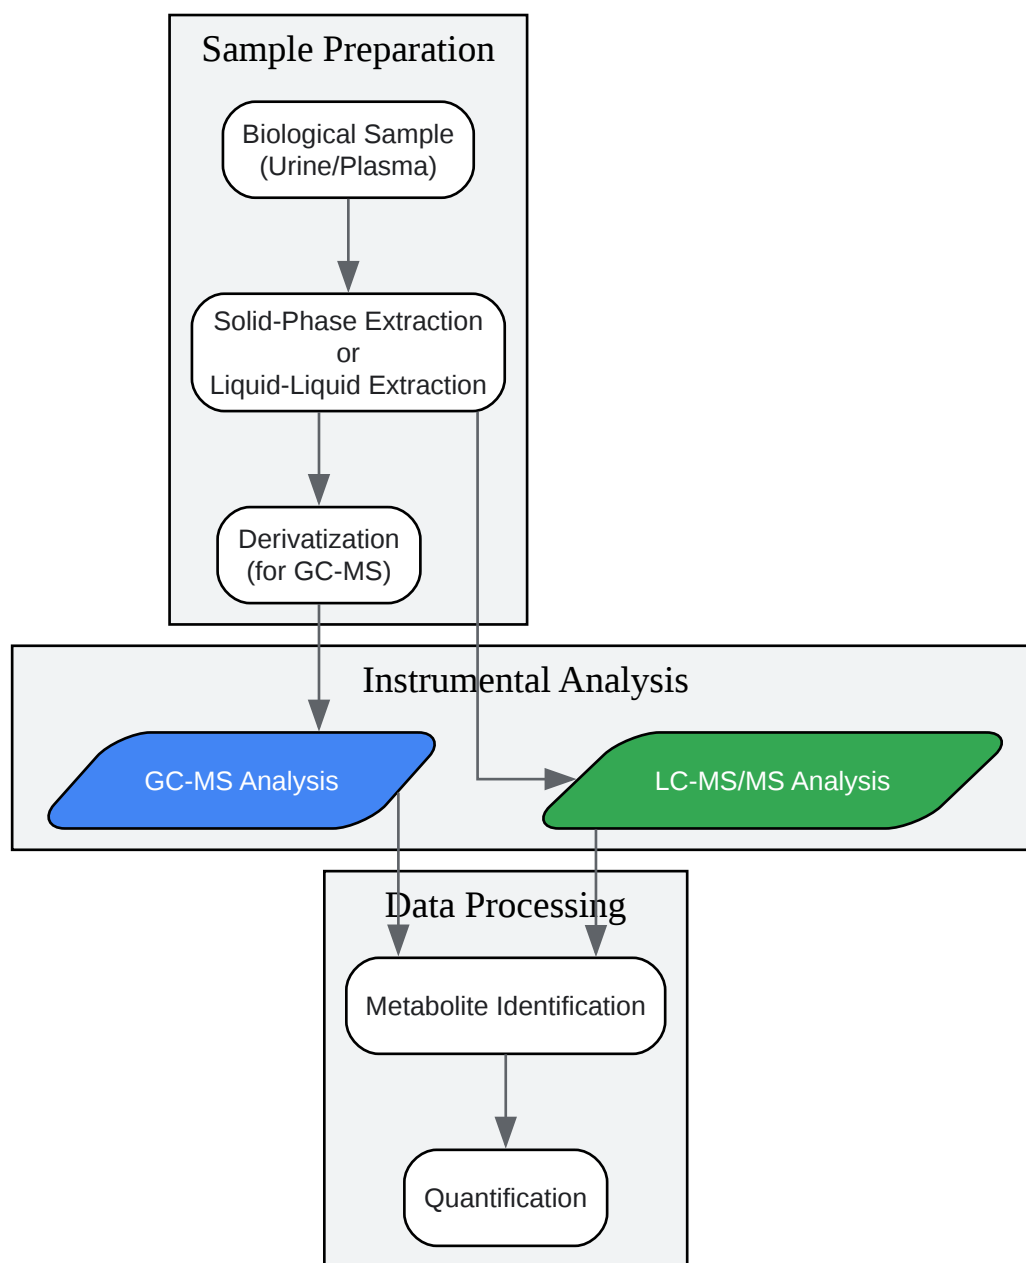 Sample Preparation
Biological Sample
(Urine/Plasma)
Solid-Phase Extraction
or
Liquid-Liquid Extraction
Derivatization
(for GC-MS)
Instrumental Analysis
GC-MS Analysis
LC-MS/MS Analysis
Data Processing
Metabolite Identification
Quantification